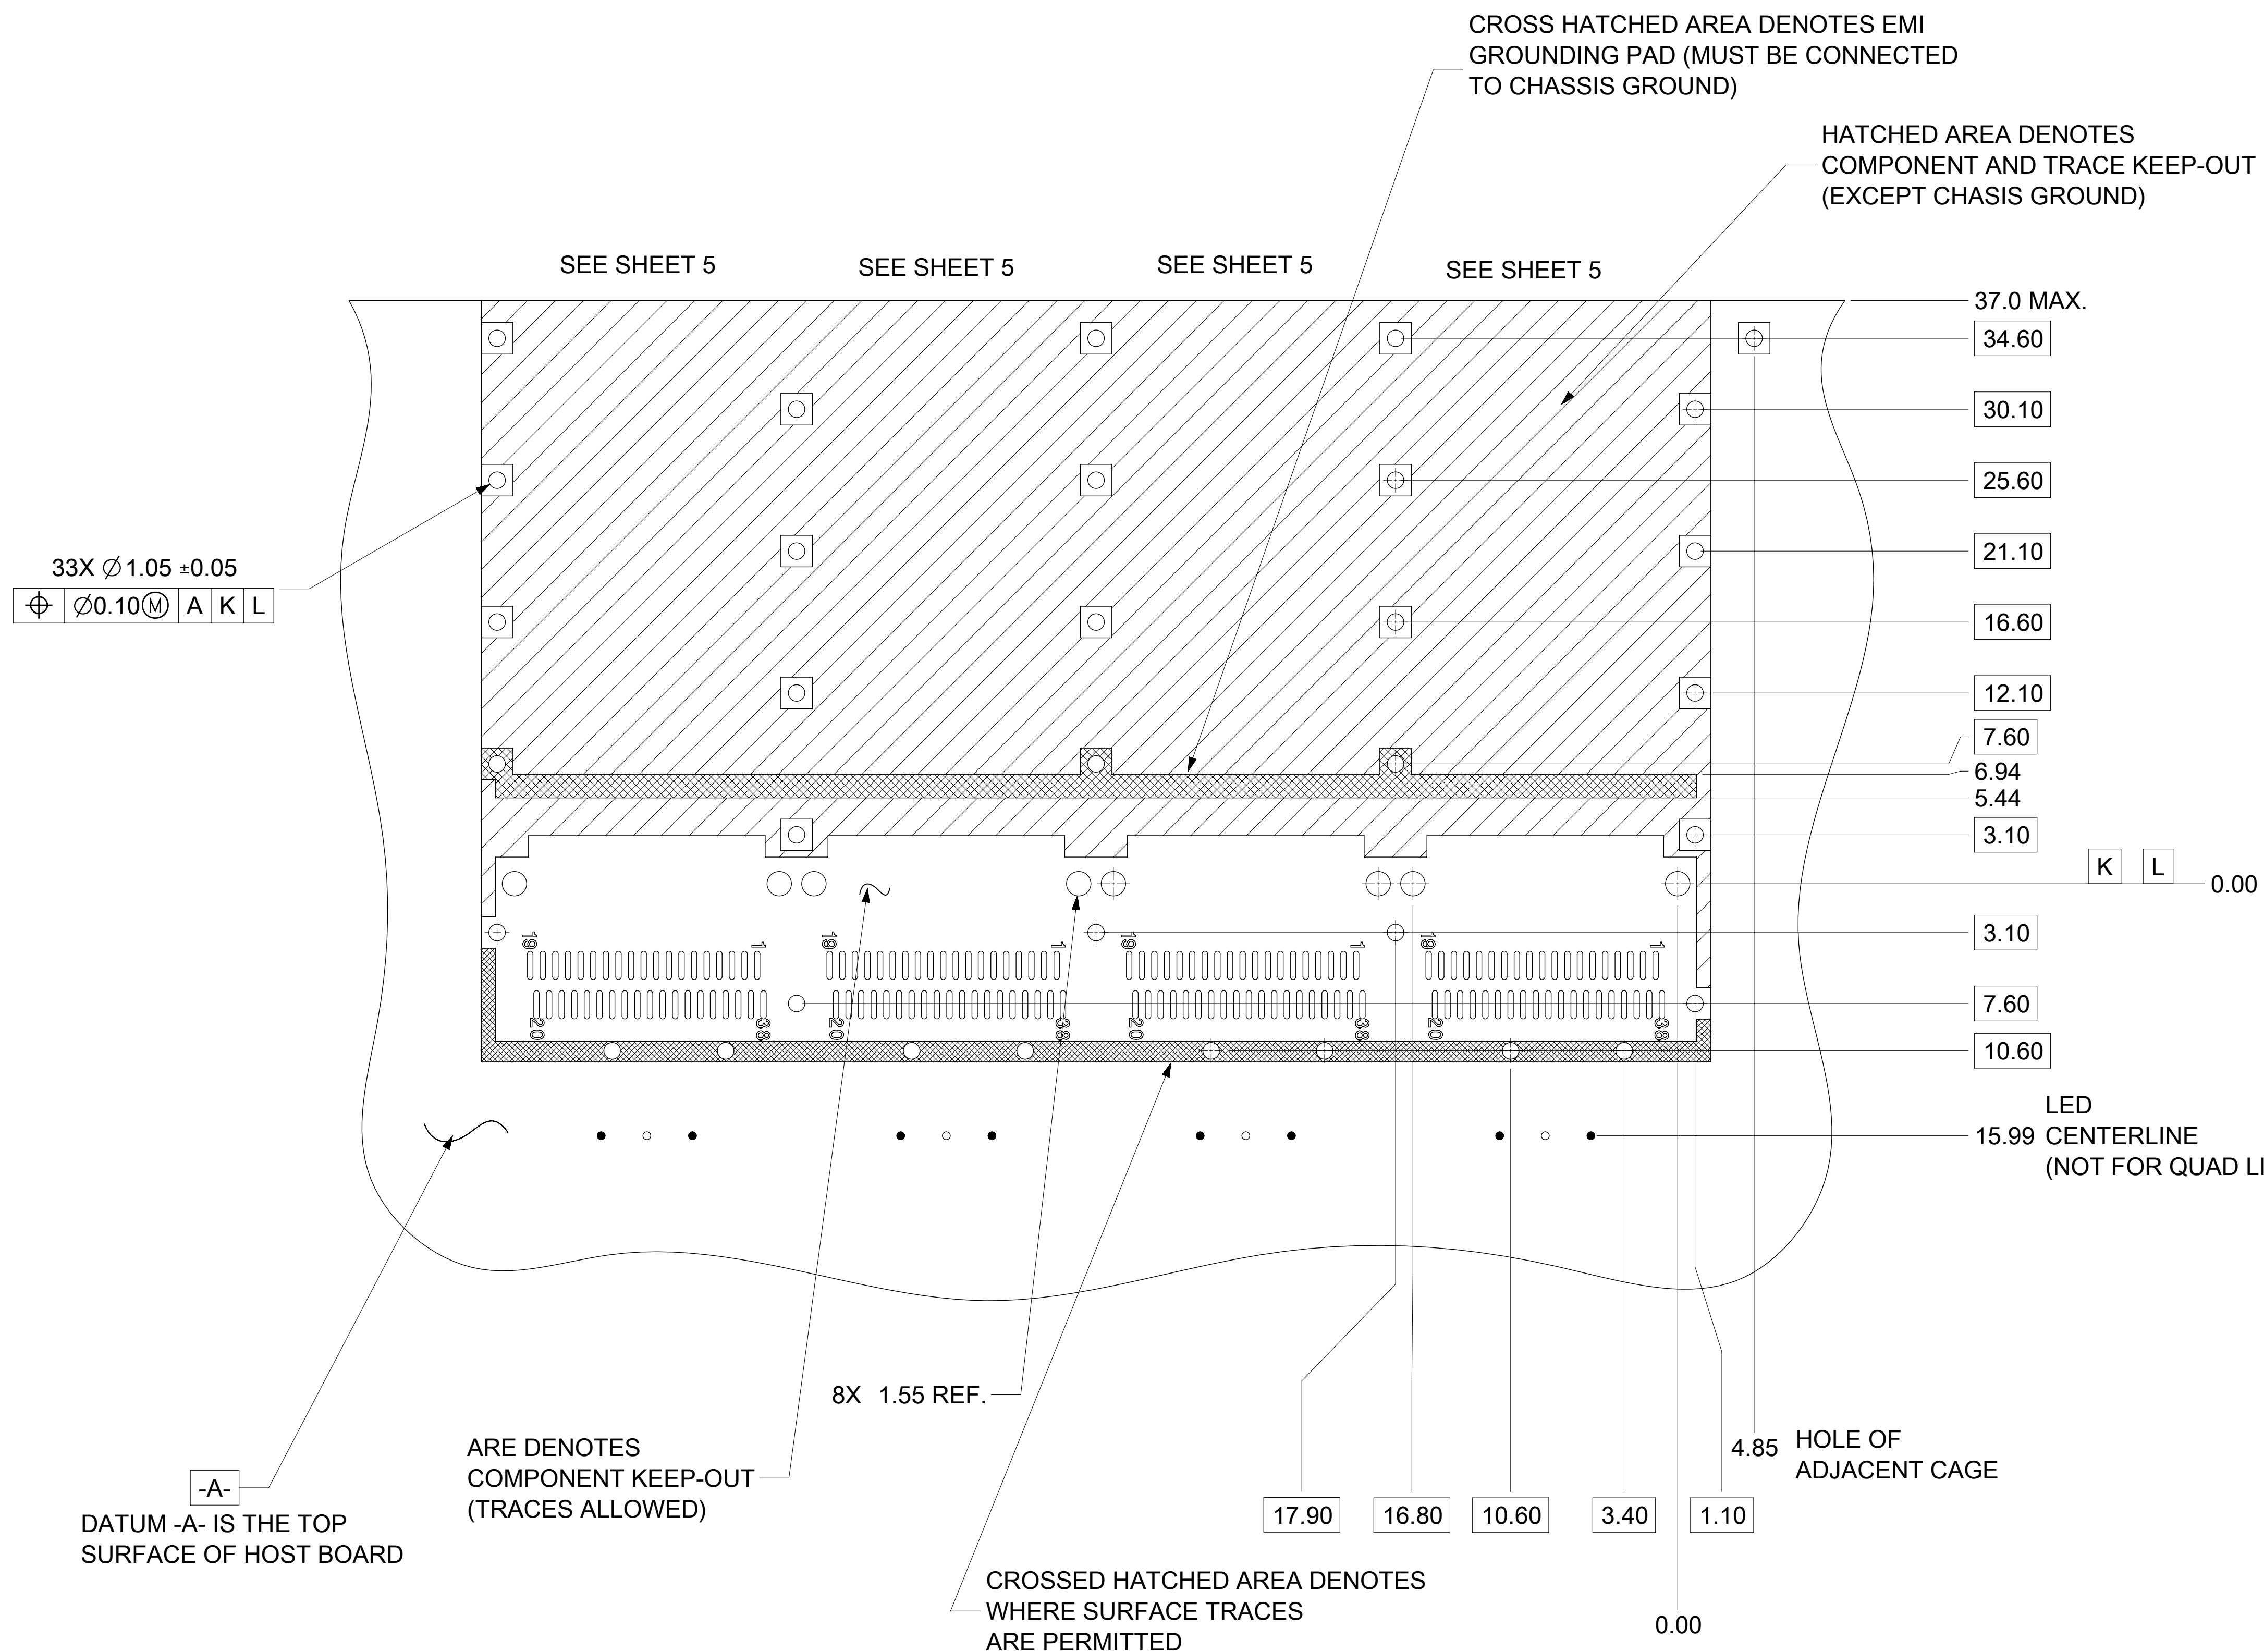 CROSS HATCHED AREA DENOTES EMI
GROUNDING PAD (MUST BE CONNECTED
TO CHASSIS GROUND)
HATCHED AREA DENOTES
COMPONENT AND TRACE KEEP-OUT
(EXCEPT CHASIS GROUND)
SEE SHEET 5
SEE SHEET 5
SEE SHEET 5
SEE SHEET 5
37.0 MAX.
34.60
30.10
25.60
21.10
33X ∅1.05 ±0.05
⌖ ∅0.10Ⓜ A K L
16.60
12.10
7.60
6.94
5.44
3.10
K L
0.00
3.10
19 1 19 1 19 1 19 1
7.60
20 38 20 38 20 38 20 38
10.60
LED
15.99 CENTERLINE
(NOT FOR QUAD LI
8X 1.55 REF.
ARE DENOTES
COMPONENT KEEP-OUT
(TRACES ALLOWED)
4.85 HOLE OF
ADJACENT CAGE
-A-
DATUM -A- IS THE TOP
SURFACE OF HOST BOARD
17.90 16.80 10.60 3.40 1.10
CROSSED HATCHED AREA DENOTES
WHERE SURFACE TRACES
ARE PERMITTED
0.00